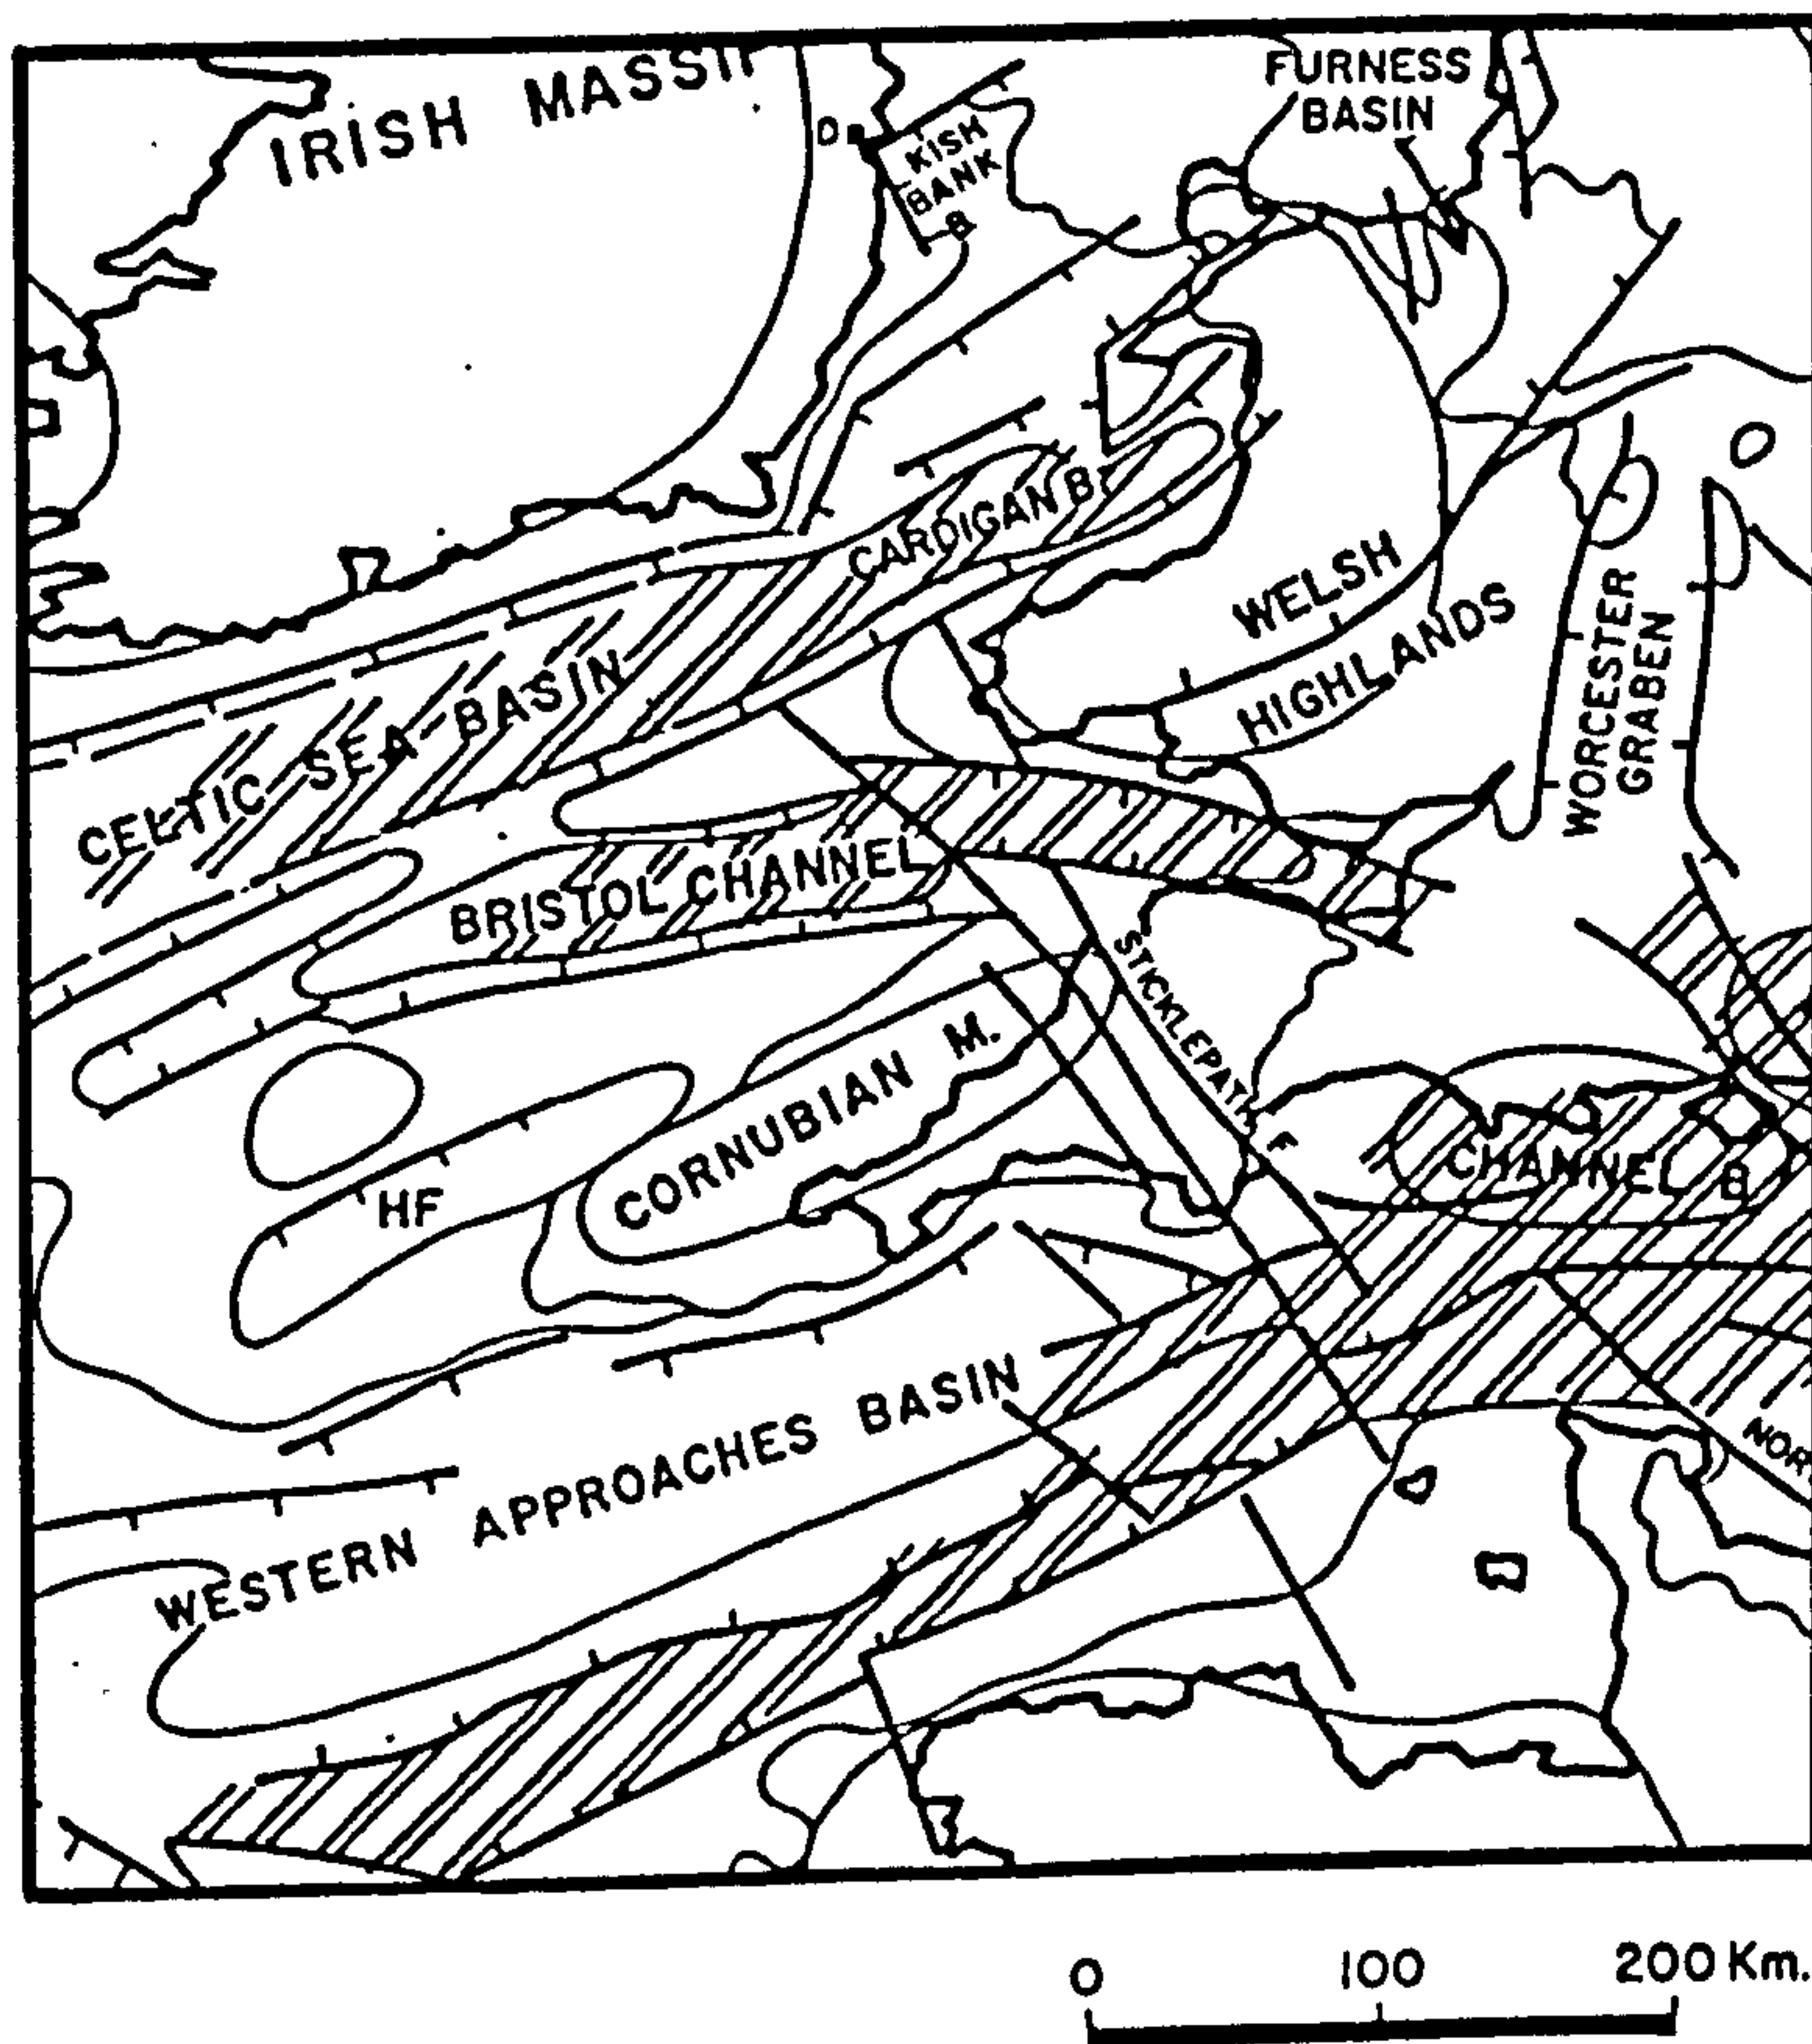 IRISH MASSIF
FURNESS
BASIN
D
KISH
BANK
B
CARDIGAN B.
WELSH
HIGHLANDS
WORCESTER
GRABEN
CELTIC SEA BASIN
BRISTOL CHANNEL
STICKLEPATH F
CORNUBIAN M.
HF
CHANNEL B
WESTERN APPROACHES BASIN
NOR
0 100 200 Km.